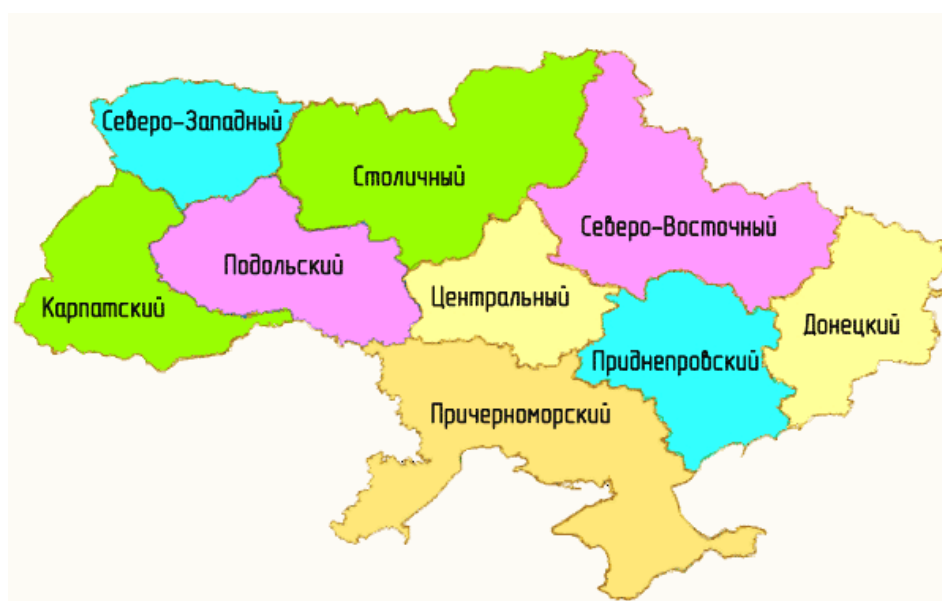 Северо-Западный
Столичный
Северо-Восточный
Подольский
Центральный
Карпатский
Донецкий
Приднепровский
Причерноморский